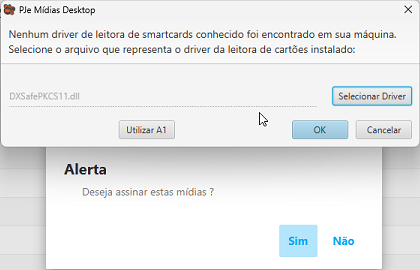 PJe Mídias Desktop
Nenhum driver de leitora de smartcards conhecido foi encontrado em sua máquina.
Selecione o arquivo que representa o driver da leitora de cartões instalado:
DXSafePKCS11.dll
Selecionar Driver
Utilizar A1
OK
Cancelar
Alerta
Deseja assinar estas mídias ?
Sim
Não